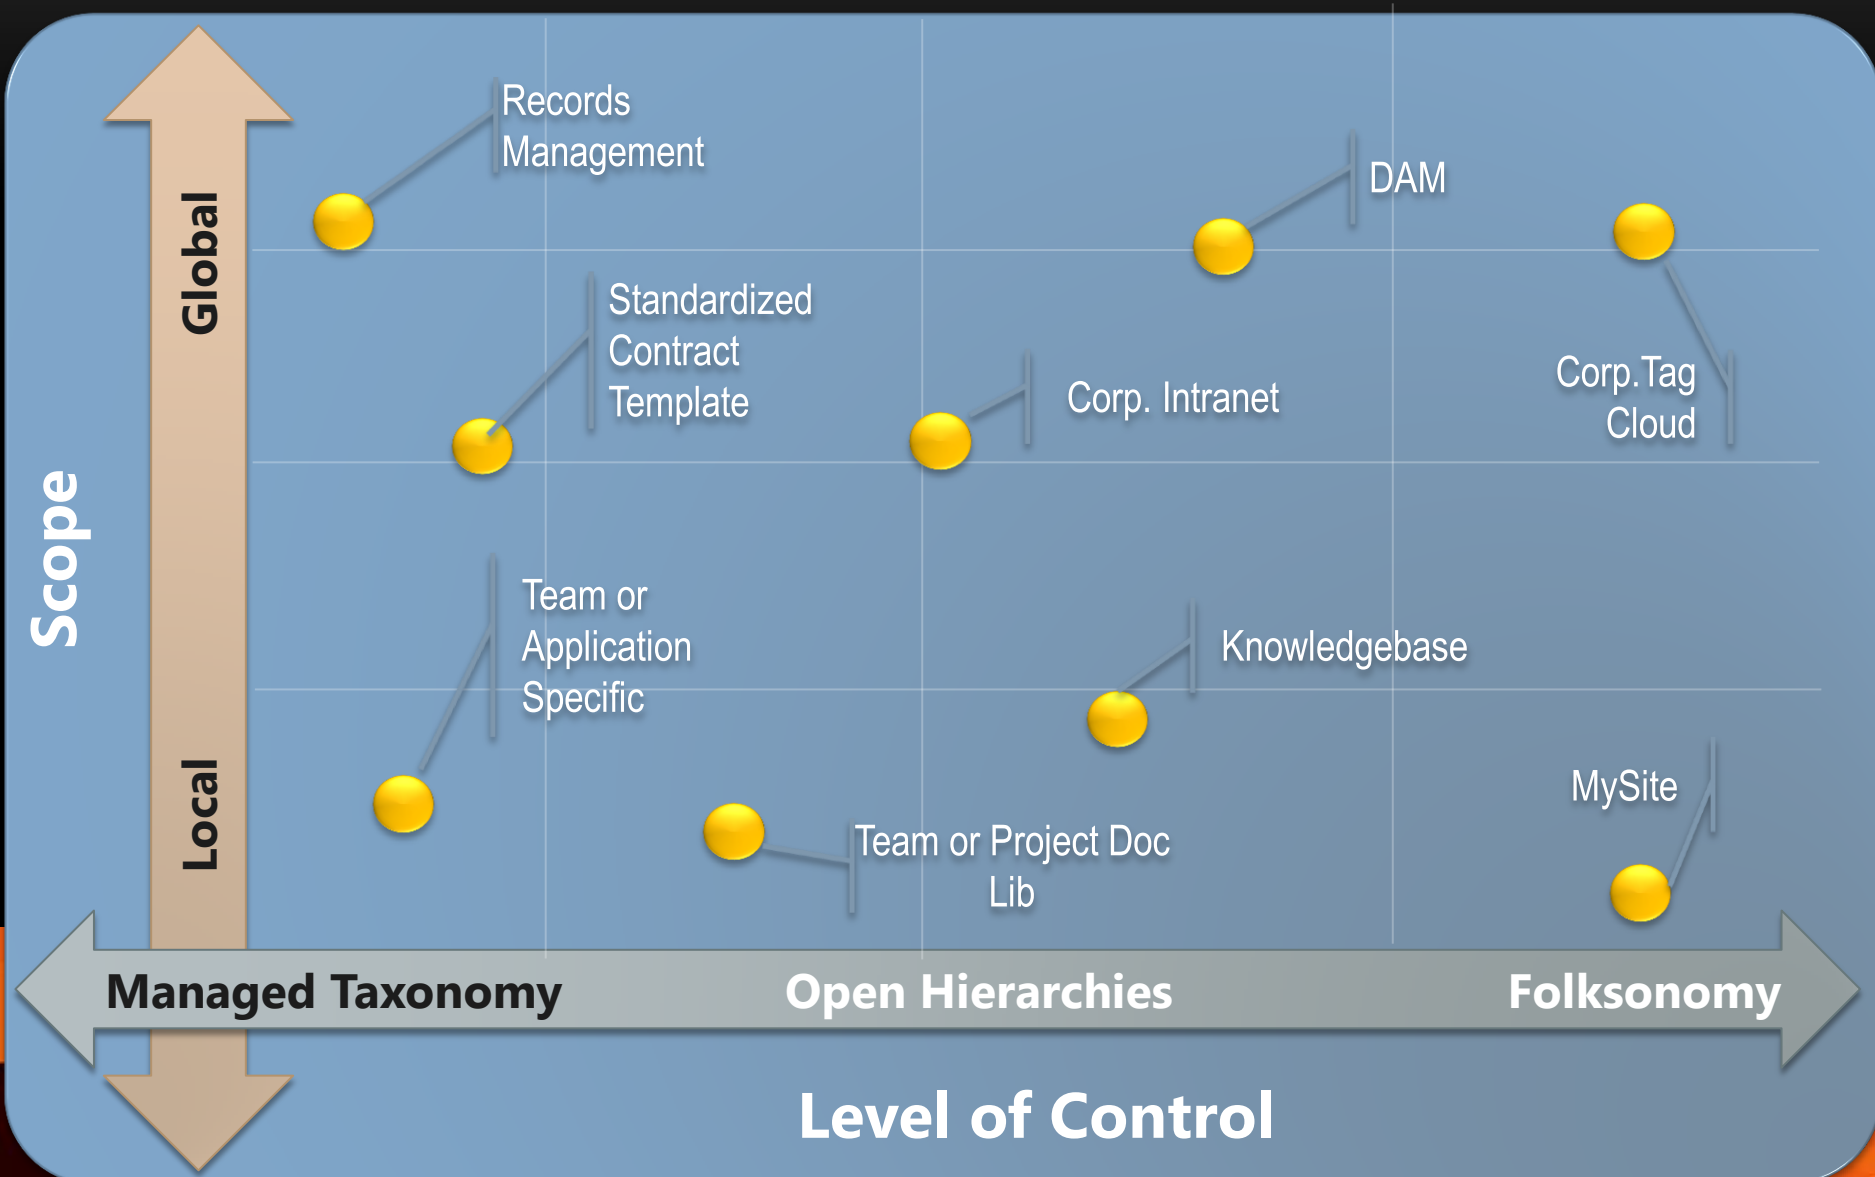 Records
Management
DAM
Global
Standardized
Contract
Template
Corp. Intranet
Corp.Tag
Cloud
Scope
Team or
Application
Specific
Knowledgebase
Local
MySite
Team or Project Doc
Lib
Managed Taxonomy
Open Hierarchies
Folksonomy
Level of Control